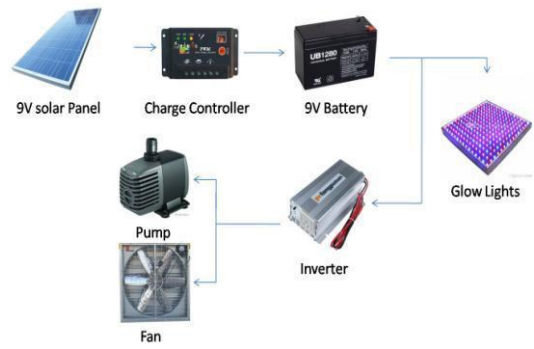 9V solar Panel
Charge Controller
UB1280
9V Battery
Glow Lights
Pump
Inverter
Fan